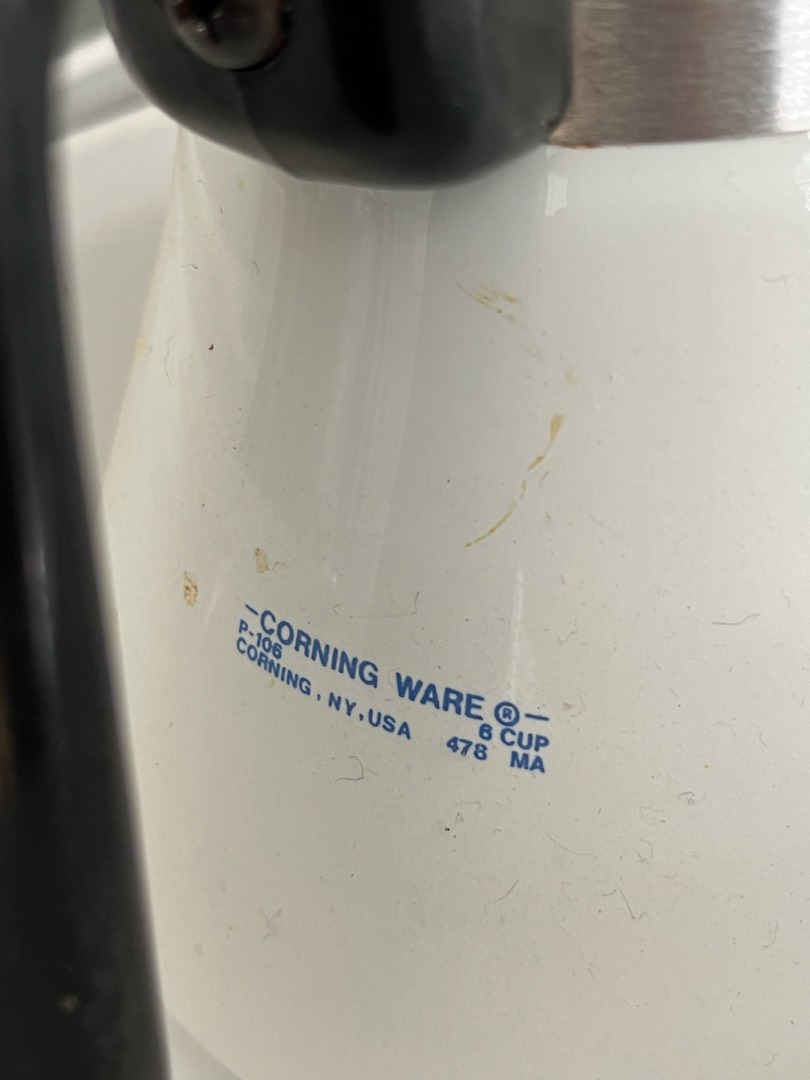 -CORNING WARE ®-
P-106 6 CUP
CORNING, NY, USA 478 MA